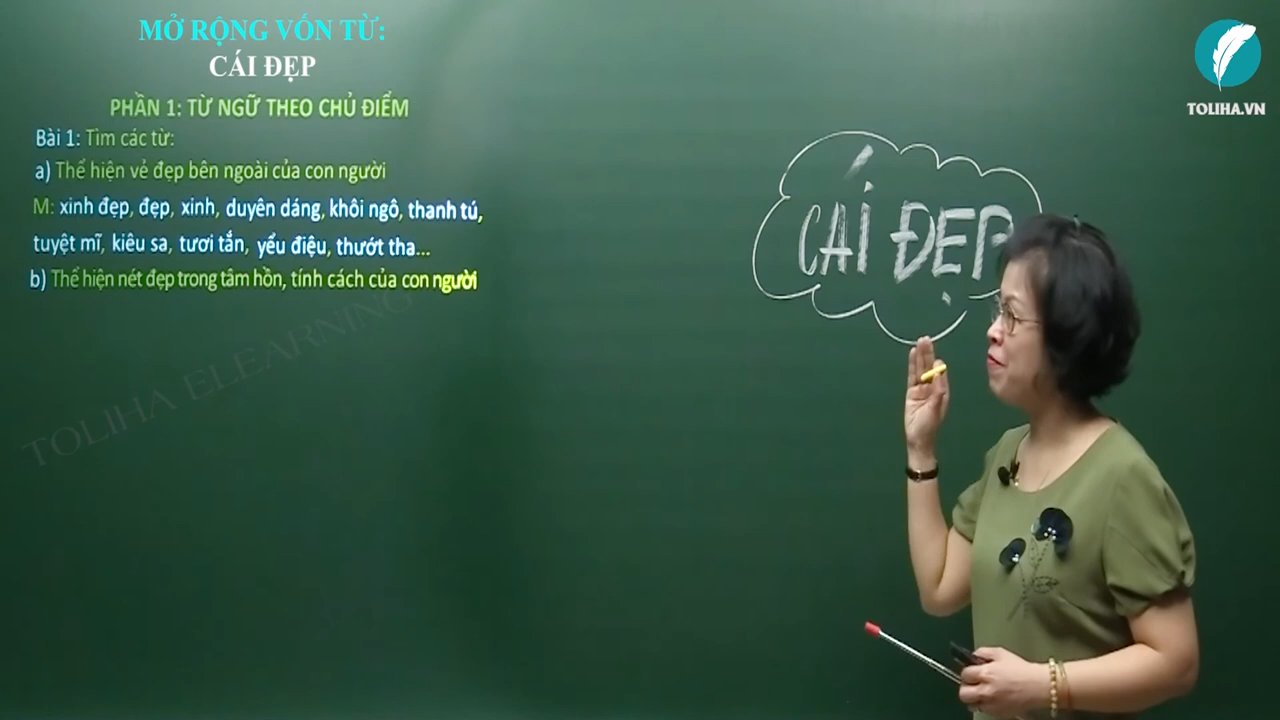 MỞ RỘNG VỐN TỪ:
CÁI ĐẸP
PHẦN 1: TỪ NGỮ THEO CHỦ ĐIỂM
Bài 1: Tìm các từ:
a) Thể hiện vẻ đẹp bên ngoài của con người
M: xinh đẹp, đẹp, xinh, duyên dáng, khôi ngô, thanh tú,
tuyệt mĩ, kiêu sa, tươi tắn, yểu điệu, thướt tha...
b) Thể hiện nét đẹp trong tâm hồn, tính cách của con người
TOLIHA ELEARNING
CÁI ĐẸP
TOLIHA.VN